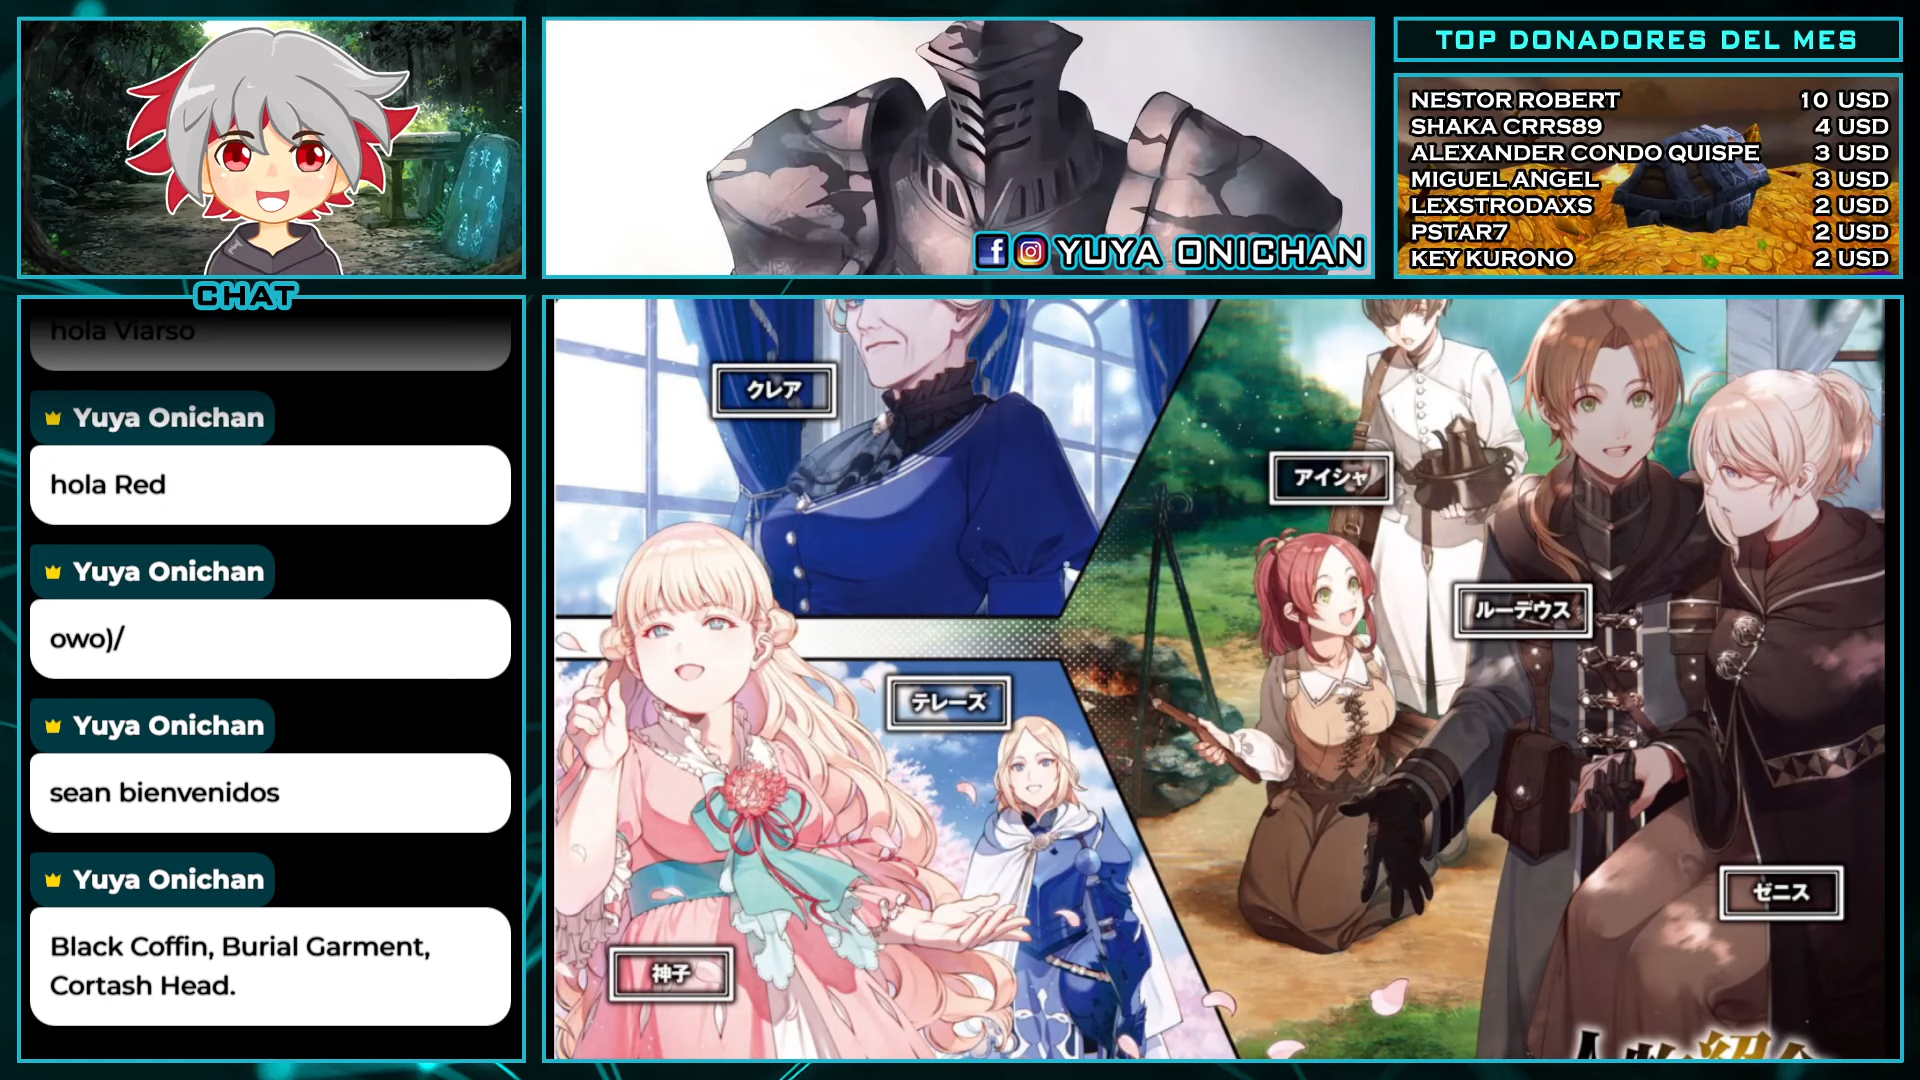 TOP DONADORES DEL MES
NESTOR ROBERT 10 USD
SHAKA CRRS89 4 USD
ALEXANDER CONDO QUISPE 3 USD
MIGUEL ANGEL 3 USD
LEXSTRODAXS 2 USD
PSTAR7 2 USD
KEY KURONO 2 USD
YUYA ONICHAN
CHAT
hola Viarso
Yuya Onichan
hola Red
Yuya Onichan
owo)/
Yuya Onichan
sean bienvenidos
Yuya Onichan
Black Coffin, Burial Garment,
Cortash Head.
クレア
アイシャ
ルーデウス
テレーズ
ゼニス
神子